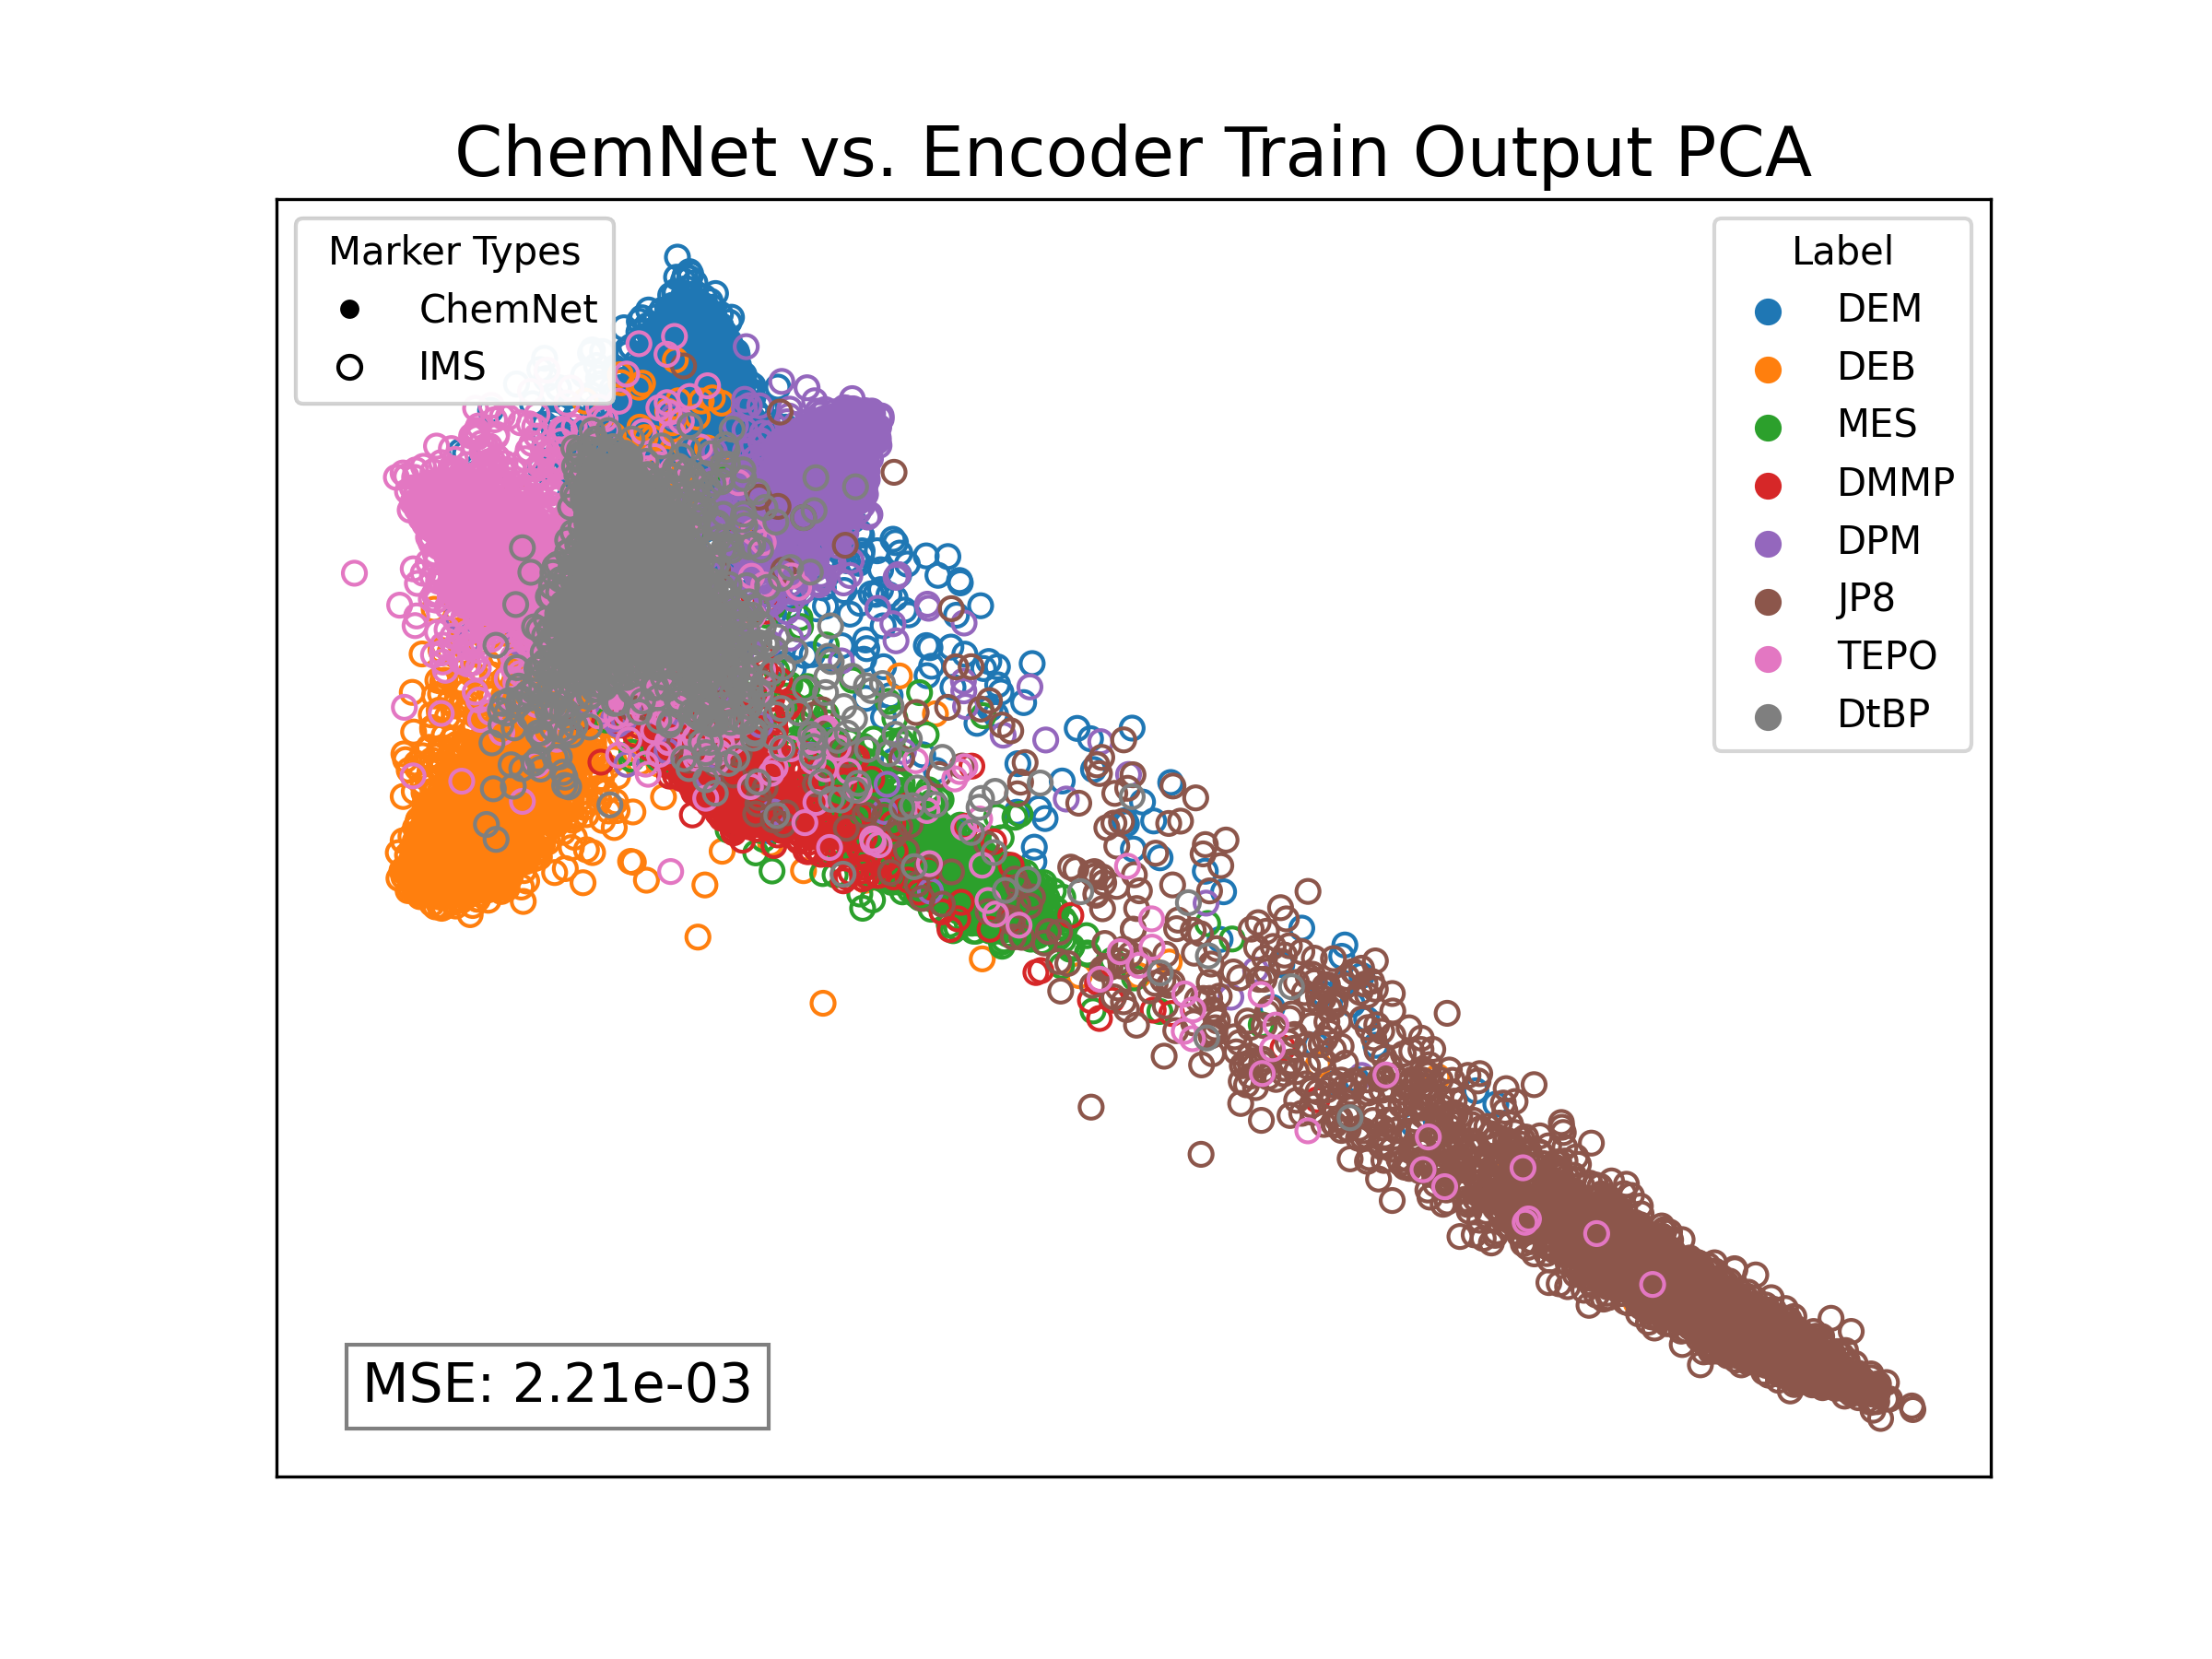 ChemNet vs. Encoder Train Output PCA
Marker Types
ChemNet
IMS
Label
DEM
DEB
MES
DMMP
DPM
JP8
TEPO
DtBP
MSE: 2.21e-03